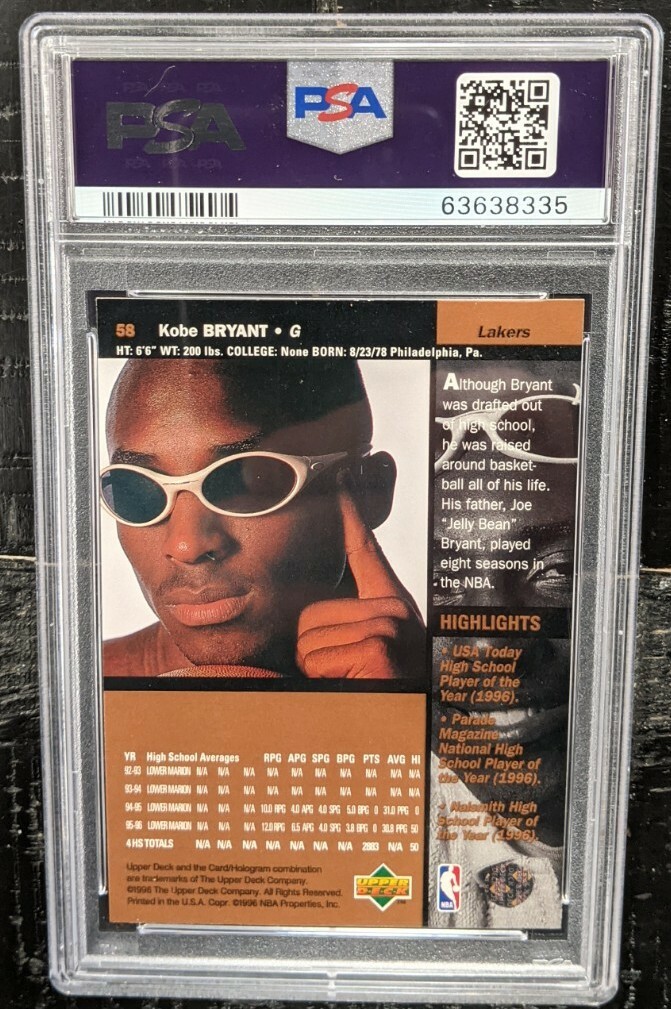 PSA
PSA
63638335
58 Kobe BRYANT • G
Lakers
HT: 6'6" WT: 200 lbs. COLLEGE: None BORN: 8/23/78 Philadelphia, Pa.
Although Bryant
was drafted out
of high school,
he was raised
around basket-
ball all of his life.
His father, Joe
"Jelly Bean"
Bryant, played
eight seasons in
the NBA.
HIGHLIGHTS
• USA Today
High School
Player of the
Year (1996).
• Parade
Magazine
National High
School Player of
the Year (1996).
• Naismith High
School Player of
the Year (1996).
YR High School Averages RPG APG SPG BPG PTS AVG HI
92-93 LOWER MARION N/A N/A N/A N/A N/A N/A N/A N/A N/A N/A
93-94 LOWER MARION N/A N/A N/A N/A N/A N/A N/A N/A N/A N/A
94-95 LOWER MARION N/A N/A N/A 10.0 RPG 4.0 APG 4.0 SPG 5.0 BPG 0 31.0 PPG 0
95-96 LOWER MARION N/A N/A N/A 12.0 RPG 6.5 APG 4.0 SPG 3.8 BPG 0 30.8 PPG 50
4 HS TOTALS N/A N/A N/A N/A N/A N/A N/A 2883 N/A 50
Upper Deck and the Card/Hologram combination
are trademarks of The Upper Deck Company.
©1996 The Upper Deck Company. All Rights Reserved.
Printed in the U.S.A. Copr. ©1996 NBA Properties, Inc.
UPPER
DECK
NBA